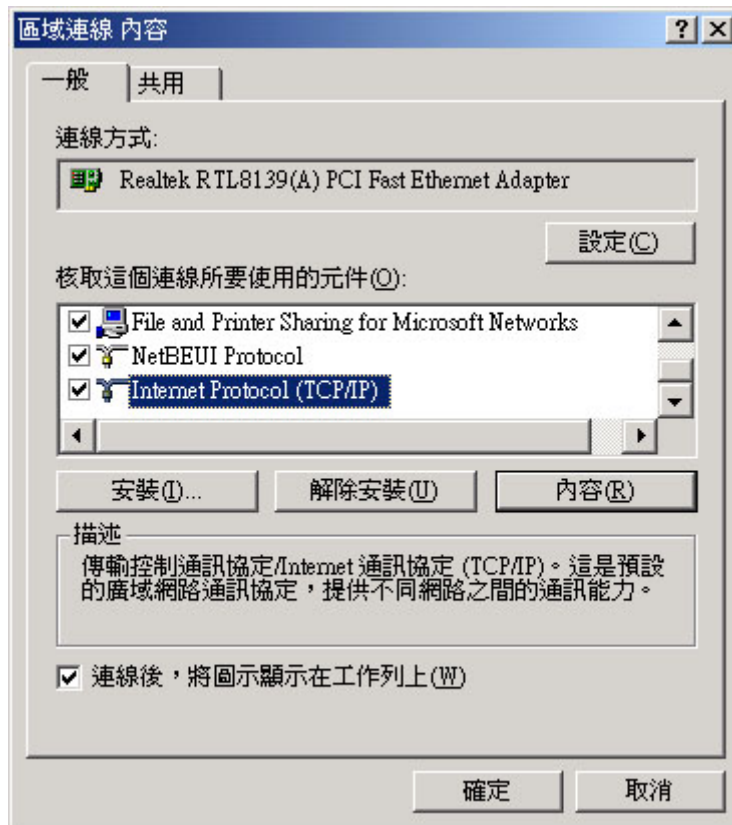 區域連線 內容
一般 共用
連線方式:
Realtek RTL8139(A) PCI Fast Ethernet Adapter
設定(C)
核取這個連線所要使用的元件(O):
File and Printer Sharing for Microsoft Networks
NetBEUI Protocol
Internet Protocol (TCP/IP)
安裝(I)... 解除安裝(U) 內容(R)
描述
傳輸控制通訊協定/Internet 通訊協定 (TCP/IP)。這是預設
的廣域網路通訊協定，提供不同網路之間的通訊能力。
連線後，將圖示顯示在工作列上(W)
確定 取消